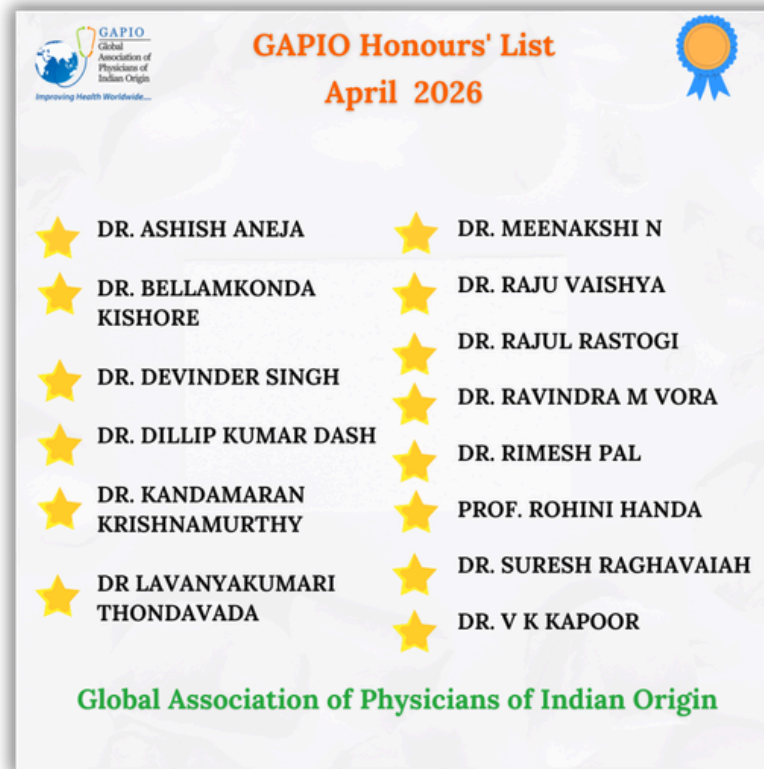 GAPIO
Global
Association of
Physicians of
Indian Origin
Improving Health Worldwide....
GAPIO Honours' List
April 2026
DR. ASHISH ANEJA
DR. BELLAMKONDA
KISHORE
DR. DEVINDER SINGH
DR. DILLIP KUMAR DASH
DR. KANDAMARAN
KRISHNAMURTHY
DR LAVANYAKUMARI
THONDAVADA
DR. MEENAKSHI N
DR. RAJU VAISHYA
DR. RAJUL RASTOGI
DR. RAVINDRA M VORA
DR. RIMESH PAL
PROF. ROHINI HANDA
DR. SURESH RAGHAVAIAH
DR. V K KAPOOR
Global Association of Physicians of Indian Origin